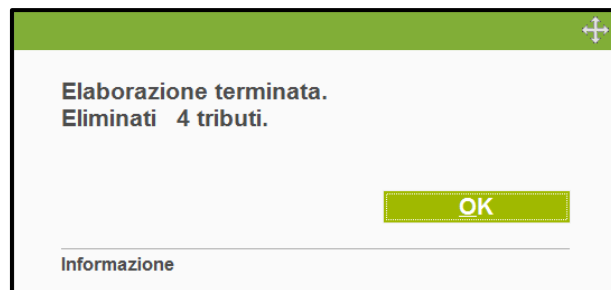 Elaborazione terminata.
Eliminati   4 tributi.
OK
Informazione